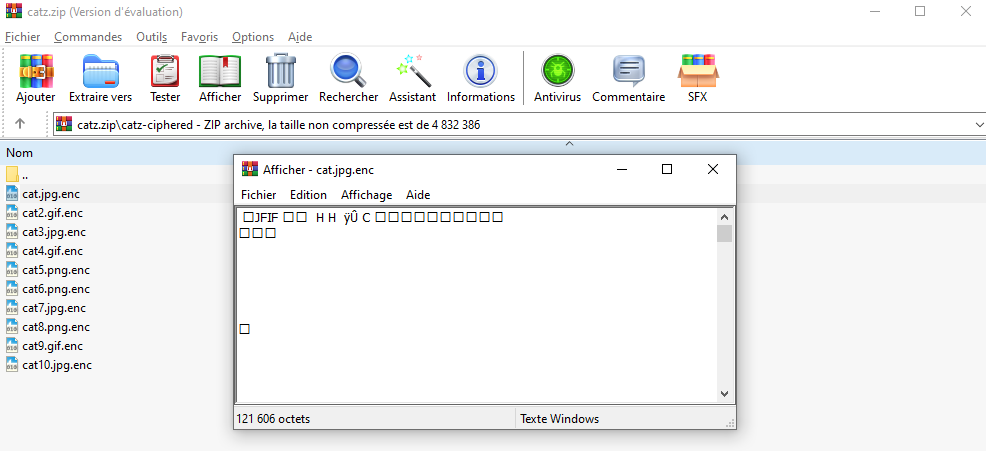 catz.zip (Version d'évaluation)
Fichier Commandes Outils Favoris Options Aide
Ajouter Extraire vers Tester Afficher Supprimer Rechercher Assistant Informations Antivirus Commentaire SFX
catz.zip\catz-ciphered - ZIP archive, la taille non compressée est de 4 832 386
Nom
..
cat.jpg.enc
cat2.gif.enc
cat3.jpg.enc
cat4.gif.enc
cat5.png.enc
cat6.png.enc
cat7.jpg.enc
cat8.png.enc
cat9.gif.enc
cat10.jpg.enc
Afficher - cat.jpg.enc
Fichier Edition Affichage Aide
□JFIF □□ H H ÿÛ C □□□□□□□□□□
□□□
□
121 606 octets Texte Windows